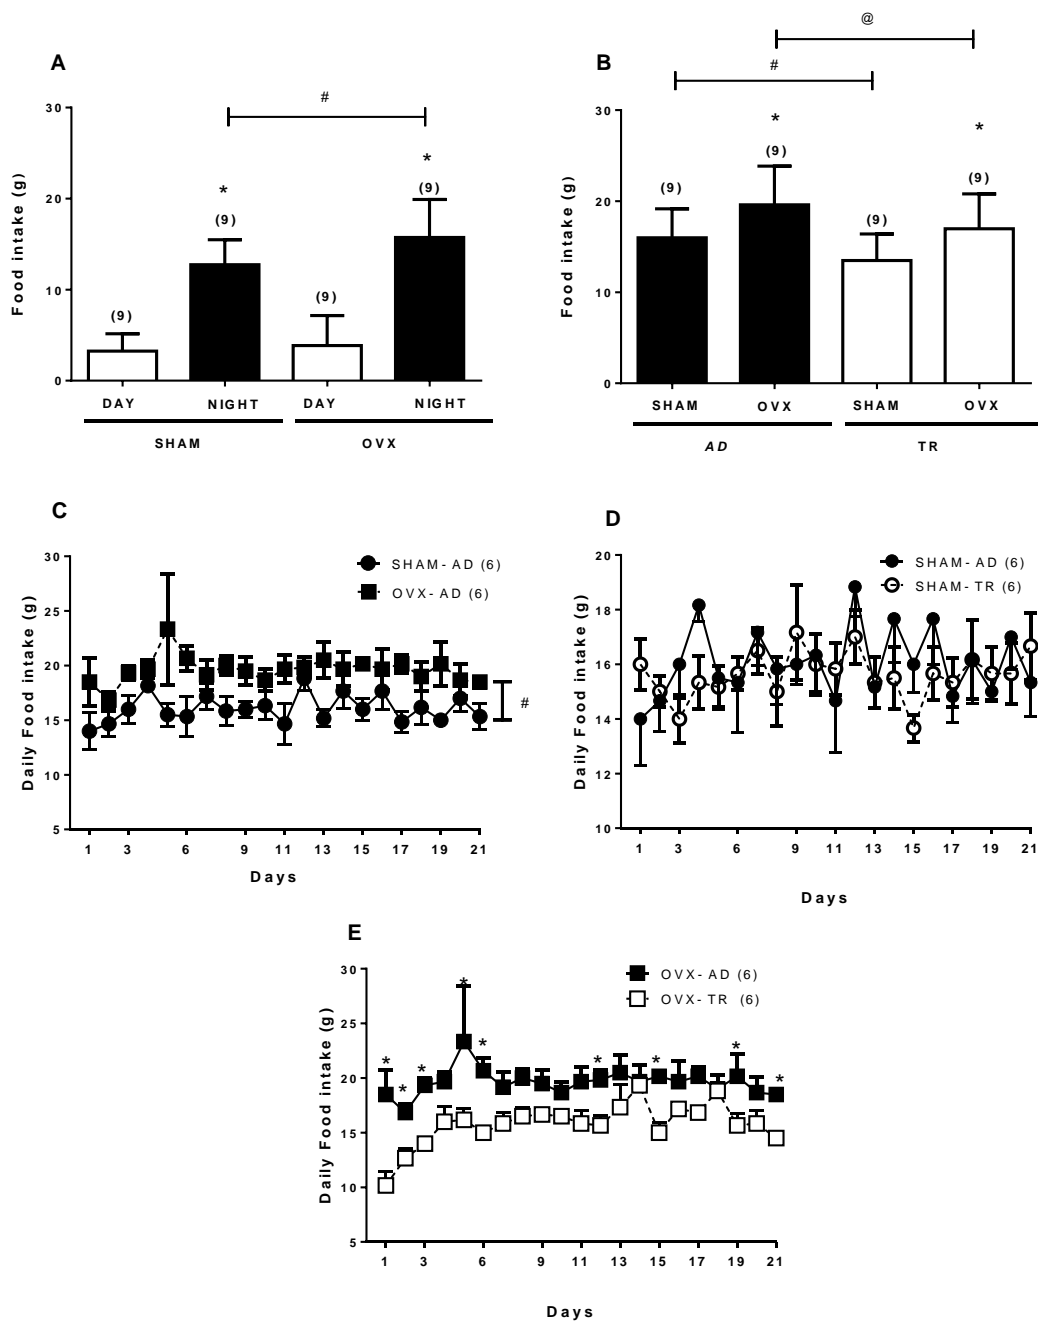 @
A
B
#
#
30
20
10
0
Food intake (g)
(9)
*
(9)
(9)
*
(9)
DAY
NIGHT
DAY
NIGHT
SHAM
OVX
30
20
10
0
Food intake (g)
(9)
*
(9)
(9)
*
(9)
SHAM
OVX
SHAM
OVX
AD
TR
C
30
25
20
15
10
5
Daily Food intake (g)
SHAM- AD (6)
OVX- AD (6)
#
1 3 6 9 11 13 15 17 19 21
Days
D
20
18
16
14
12
10
Daily Food intake (g)
SHAM- AD (6)
SHAM- TR (6)
1 3 6 9 11 13 15 17 19 21
Days
E
30
25
20
15
10
5
Daily Food intake (g)
OVX- AD (6)
OVX- TR (6)
* * * * * * * * *
1 3 6 9 11 13 15 17 19 21
Days